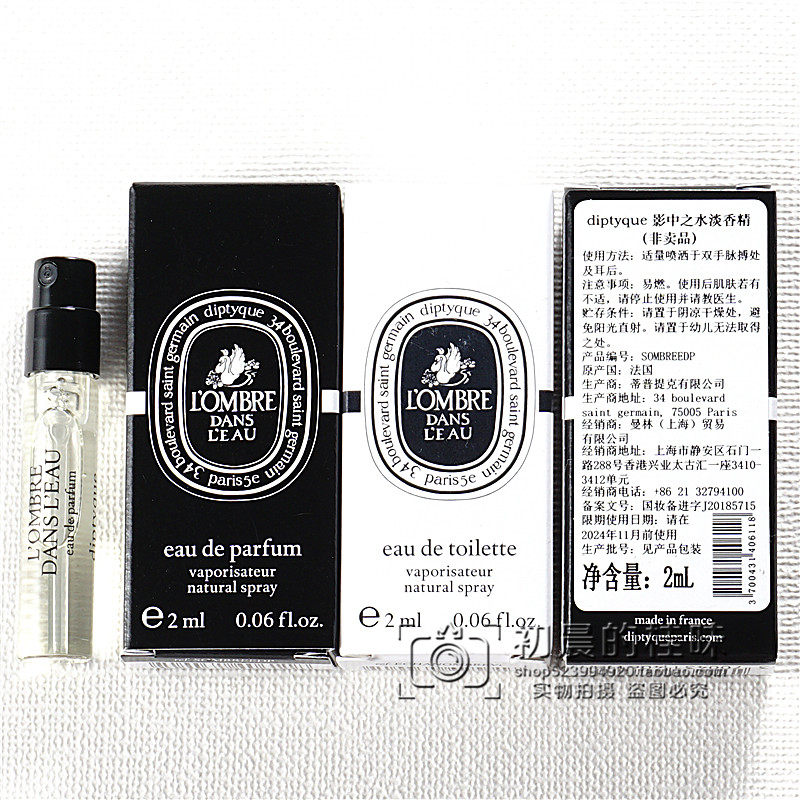 L'OMBRE
DANS L'EAU
eau de parfum
diptyque
diptyque 34 boulevard saint germain
L'OMBRE
DANS
L'EAU
34 boulevard saint germain
paris5e
eau de parfum
vaporisateur
natural spray
e 2 ml 0.06 fl.oz.
diptyque 34 boulevard saint germain
L'OMBRE
DANS
L'EAU
34 boulevard saint germain
paris5e
eau de toilette
vaporisateur
natural spray
e 2 ml 0.06 fl.oz.
diptyque 影中之水淡香精
(非卖品)
使用方法：适量喷洒于双手脉搏处
及耳后。
注意事项：易燃。使用后肌肤若有
不适，请停止使用并请教医生。
贮存条件：请置于阴凉干燥处，避
免阳光直射。请置于幼儿无法取得
之处。
产品编号：SOMBREEDP
原产国：法国
生产商：蒂普提克有限公司
生产商地址：34 boulevard
saint germain, 75005 Paris
经销商：曼林（上海）贸易
有限公司
经销商地址：上海市静安区石门一
路288号香港兴业太古汇一座3410-
3412单元
经销商电话：+86 21 32794100
备案文号：国妆备进字J20185715
限期使用日期：请在
2024年11月前使用
生产批号：见产品包装
净含量：2mL
3 700431 406118
made in france
diptyqueparis.com
初晨的橙味
shop523994920.taobao.com
实物拍摄 盗图必究